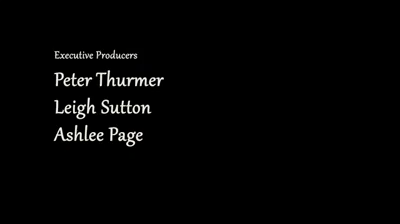 Executive Producers
Peter Thurmer
Leigh Sutton
Ashlee Page